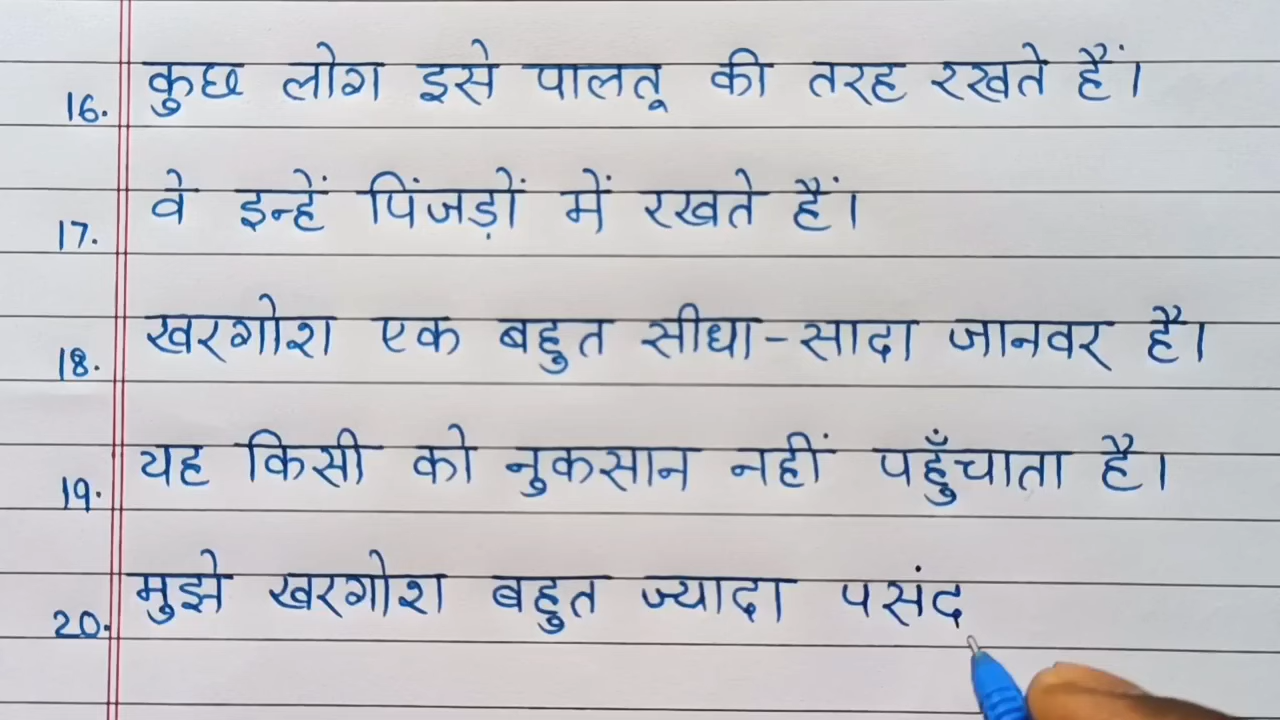 16. कुछ लोग इसे पालतू की तरह रखते हैं।
17. वे इन्हें पिंजड़ों में रखते हैं।
18. खरगोश एक बहुत सीधा-सादा जानवर है।
19. यह किसी को नुकसान नहीं पहुँचाता है।
20. मुझे खरगोश बहुत ज्यादा पसंद